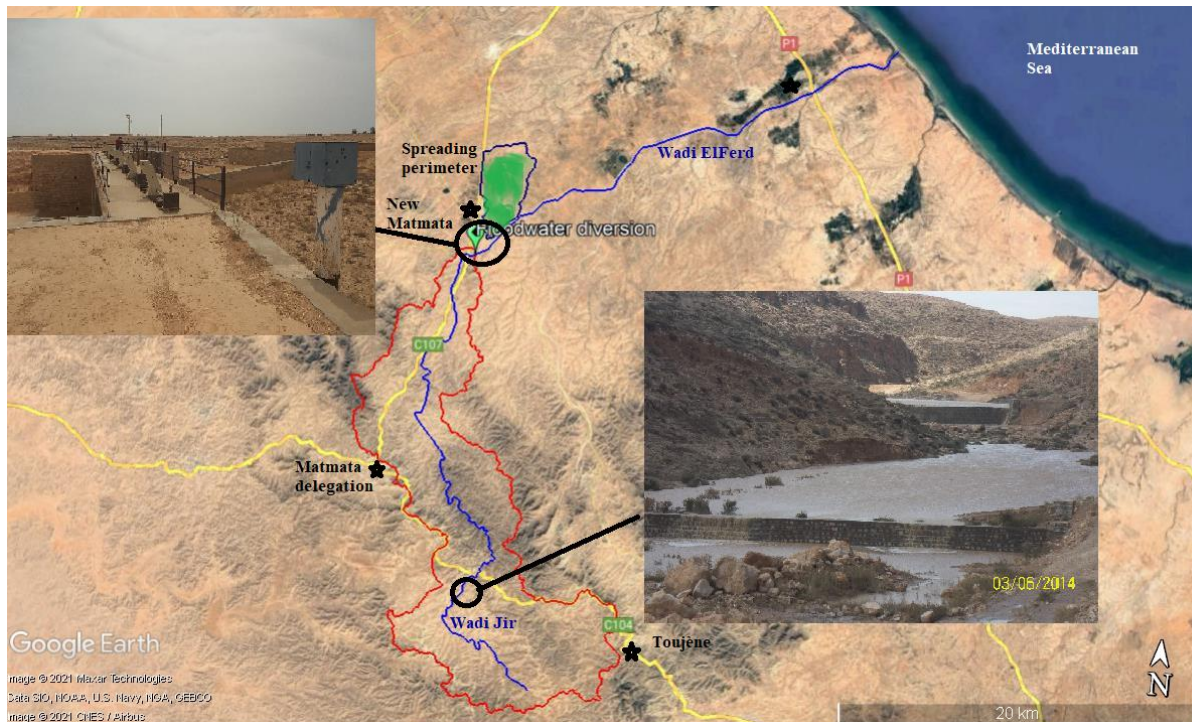 Mediterranean
Sea
P1
Wadi ElFerd
Spreading
perimeter
New
Matmata
Floodwater diversion
P1
C107
Matmata
delegation
03/06/2014
Wadi Jir
C104
Toujène
Google Earth
Image © 2021 Maxar Technologies
Data SIO, NOAA, U.S. Navy, NGA, GEBCO
Image © 2021 CNES / Airbus
N
20 km